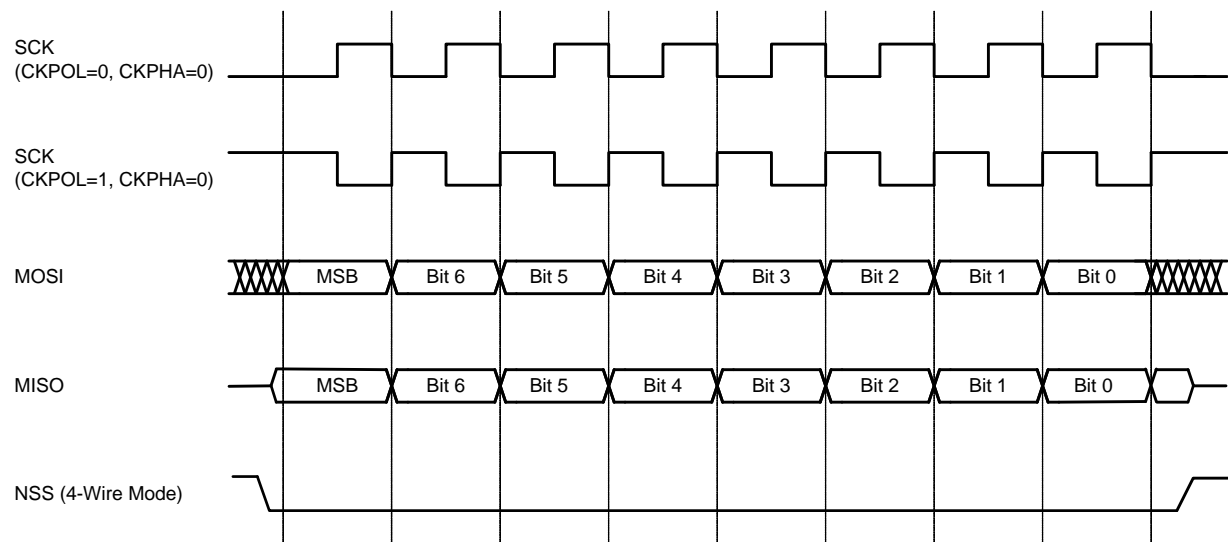 SCK
(CKPOL=0, CKPHA=0)
SCK
(CKPOL=1, CKPHA=0)
MOSI MSB Bit 6 Bit 5 Bit 4 Bit 3 Bit 2 Bit 1 Bit 0
MISO MSB Bit 6 Bit 5 Bit 4 Bit 3 Bit 2 Bit 1 Bit 0
NSS (4-Wire Mode)